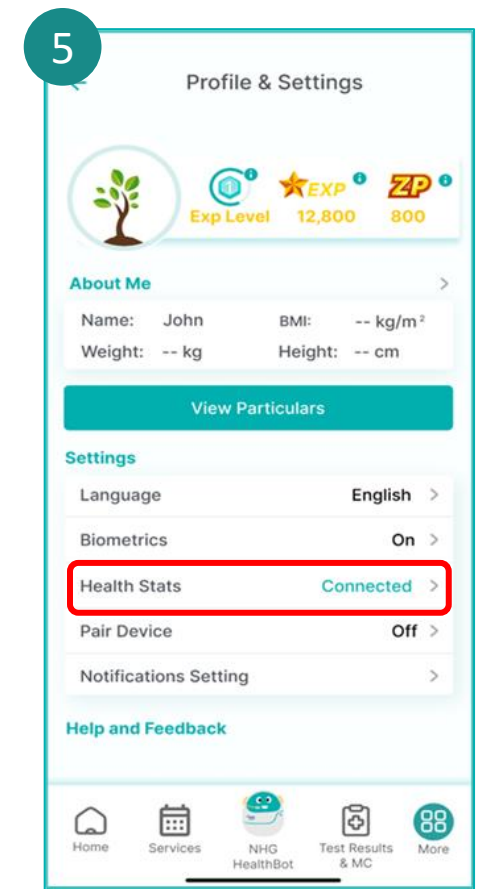 5
Profile & Settings
1
EXP ZP
Exp Level 12,800 800
About Me
Name: John BMI: -- kg/m²
Weight: -- kg Height: -- cm
View Particulars
Settings
Language English
Biometrics On
Health Stats Connected
Pair Device Off
Notifications Setting
Help and Feedback
Home Services NHG HealthBot Test Results & MC More